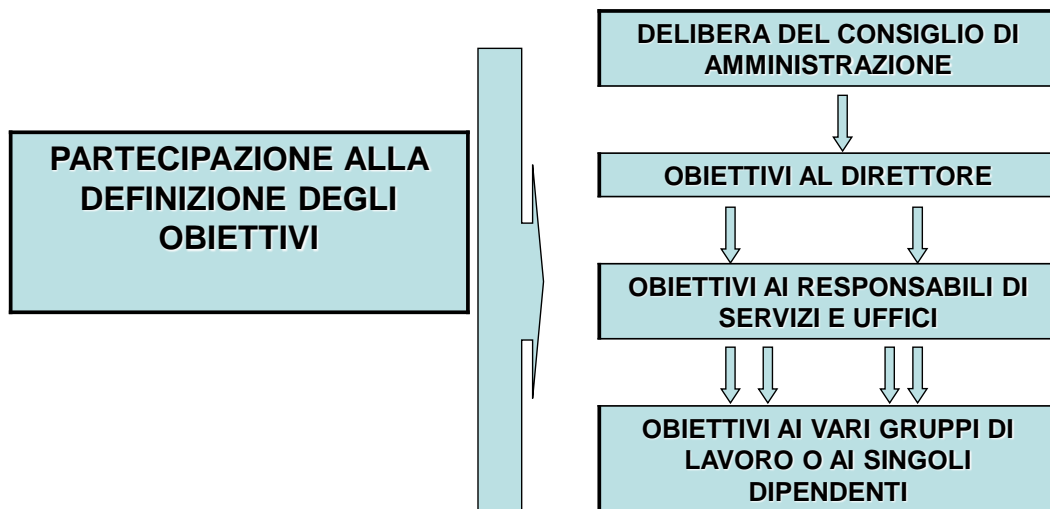 PARTECIPAZIONE ALLA
DEFINIZIONE DEGLI
OBIETTIVI
DELIBERA DEL CONSIGLIO DI
AMMINISTRAZIONE
OBIETTIVI AL DIRETTORE
OBIETTIVI AI RESPONSABILI DI
SERVIZI E UFFICI
OBIETTIVI AI VARI GRUPPI DI
LAVORO O AI SINGOLI
DIPENDENTI